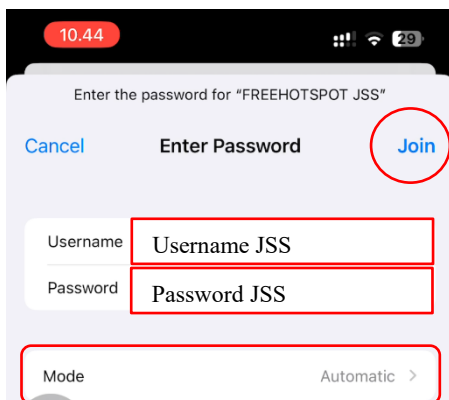 10.44
29
Enter the password for “FREEHOTSPOT JSS”
Cancel Enter Password Join
Username Username JSS
Password Password JSS
Mode Automatic >